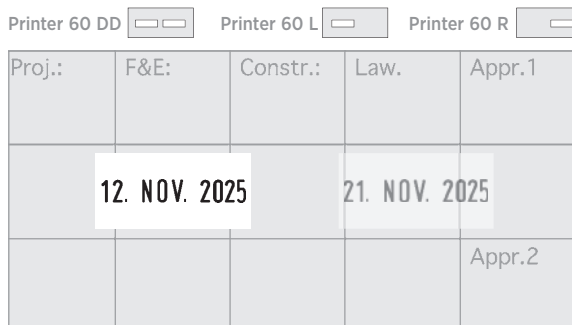 Printer 60 DD Printer 60 L Printer 60 R
Proj.: F&E: Constr.: Law. Appr.1
12. NOV. 2025 21. NOV. 2025
Appr.2